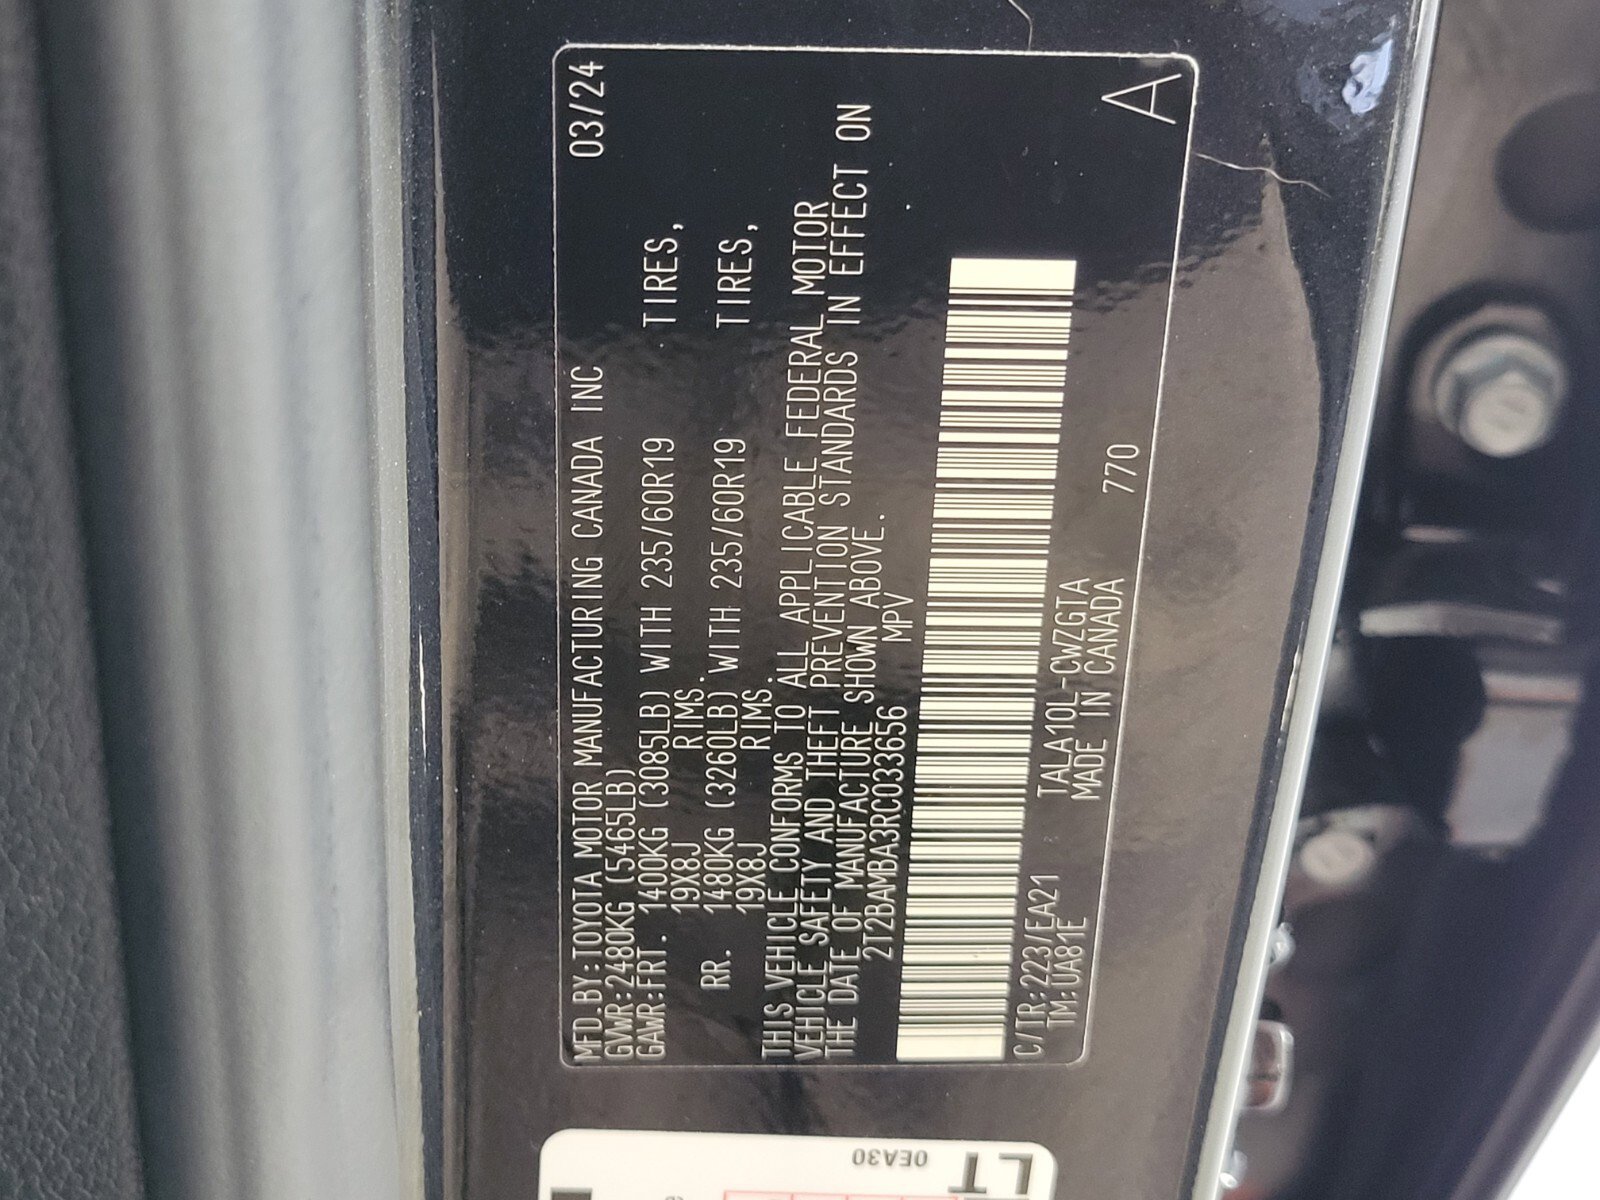 MFD.BY:TOYOTA MOTOR MANUFACTURING CANADA INC 03/24
GVWR:2480KG (5465LB)
GAWR:FRT. 1400KG (3085LB) WITH 235/60R19 TIRES,
19X8J RIMS.
RR. 1480KG (3260LB) WITH 235/60R19 TIRES,
19X8J RIMS.
THIS VEHICLE CONFORMS TO ALL APPLICABLE FEDERAL MOTOR
VEHICLE SAFETY AND THEFT PREVENTION STANDARDS IN EFFECT ON
THE DATE OF MANUFACTURE SHOWN ABOVE.
2T2BAMBA3RC033656 MPV
C/TR:223/EA21 TALA10L-CWZGTA 770
TM:UA81E MADE IN CANADA
A
0EA30
LT